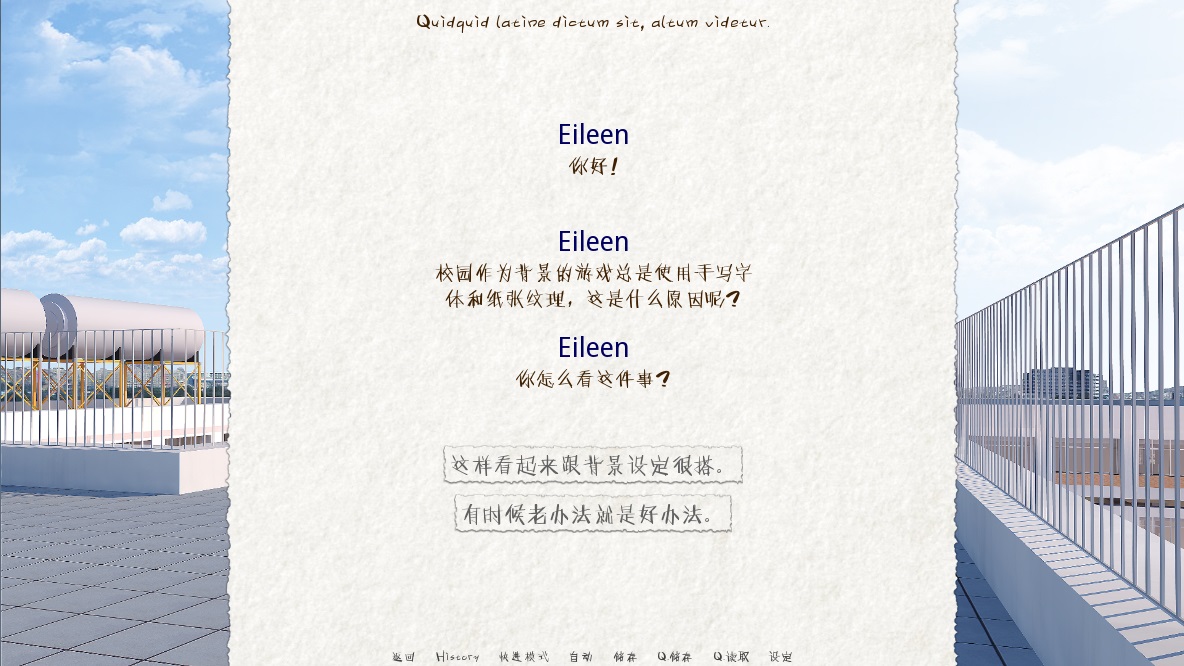 Quidquid latine dictum sit, altum videtur.
Eileen
你好!
Eileen
校园作为背景的游戏总是使用手写字
体和纸张纹理，这是什么原因呢?
Eileen
你怎么看这件事?
这样看起来跟背景设定很搭。
有时候老办法就是好办法。
返回 History 快进模式 自动 储存 Q.储存 Q.读取 设定